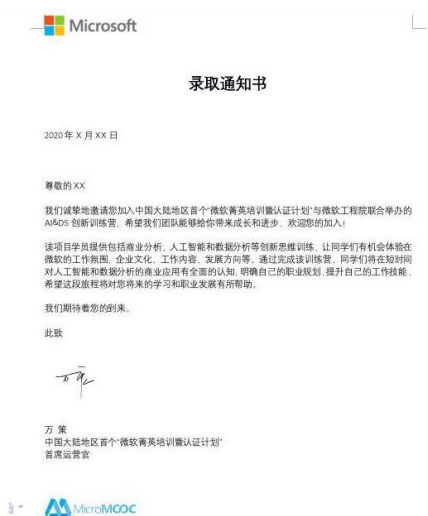 Microsoft
录取通知书
2020 年 X 月 XX 日
尊敬的 XX
我们诚挚地邀请您加入中国大陆地区首个“微软菁英培训暨认证计划”与微软工程院联合举办的
AI&DS 创新训练营，希望我们团队能够给你带来成长和进步，欢迎您的加入！
该项目学员提供包括商业分析、人工智能和数据分析等创新思维训练，让同学们有机会体验在
微软的工作氛围、企业文化、工作内容、发展方向等。通过完成该训练营，同学们将在短时间
对人工智能和数据分析的商业应用有全面的认知，明确自己的职业规划，提升自己的工作技能，
希望这段旅程将对您将来的学习和职业发展有所帮助。
我们期待着您的到来。
此致
万 策
中国大陆地区首个“微软菁英培训暨认证计划”
首席运营官
MicroMOOC